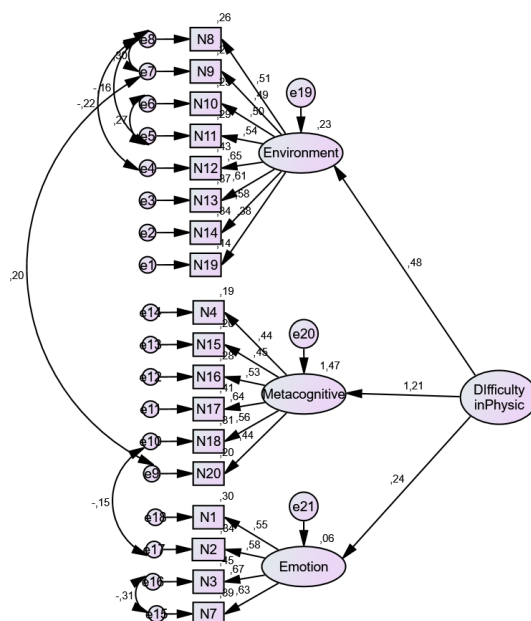 ,26
e8 N8
,30
e7 N9
,51
-,16
,49
e19
-,22
e6 N10
,50
,29
,23
,27
e5 N11
,54
Environment
,43
e4 N12
,65
,61
e3 N13
,37
,58
e2 N14
,34
,38
,14
e1 N19
,48
,20
,19
e14 N4
,44
e20
e13 N15
,45
,28
1,47
e12 N16
,53
Metacognitive
1,21
DIfficulty
inPhysic
,41
e11 N17
,64
,56
e10 N18
,31
,44
,20
e9 N20
,24
-,15
,30
e18 N1
,55
e21
,34
e17 N2
,58
,06
Emotion
,45
e16 N3
,67
,63
-,31
,39
e15 N7